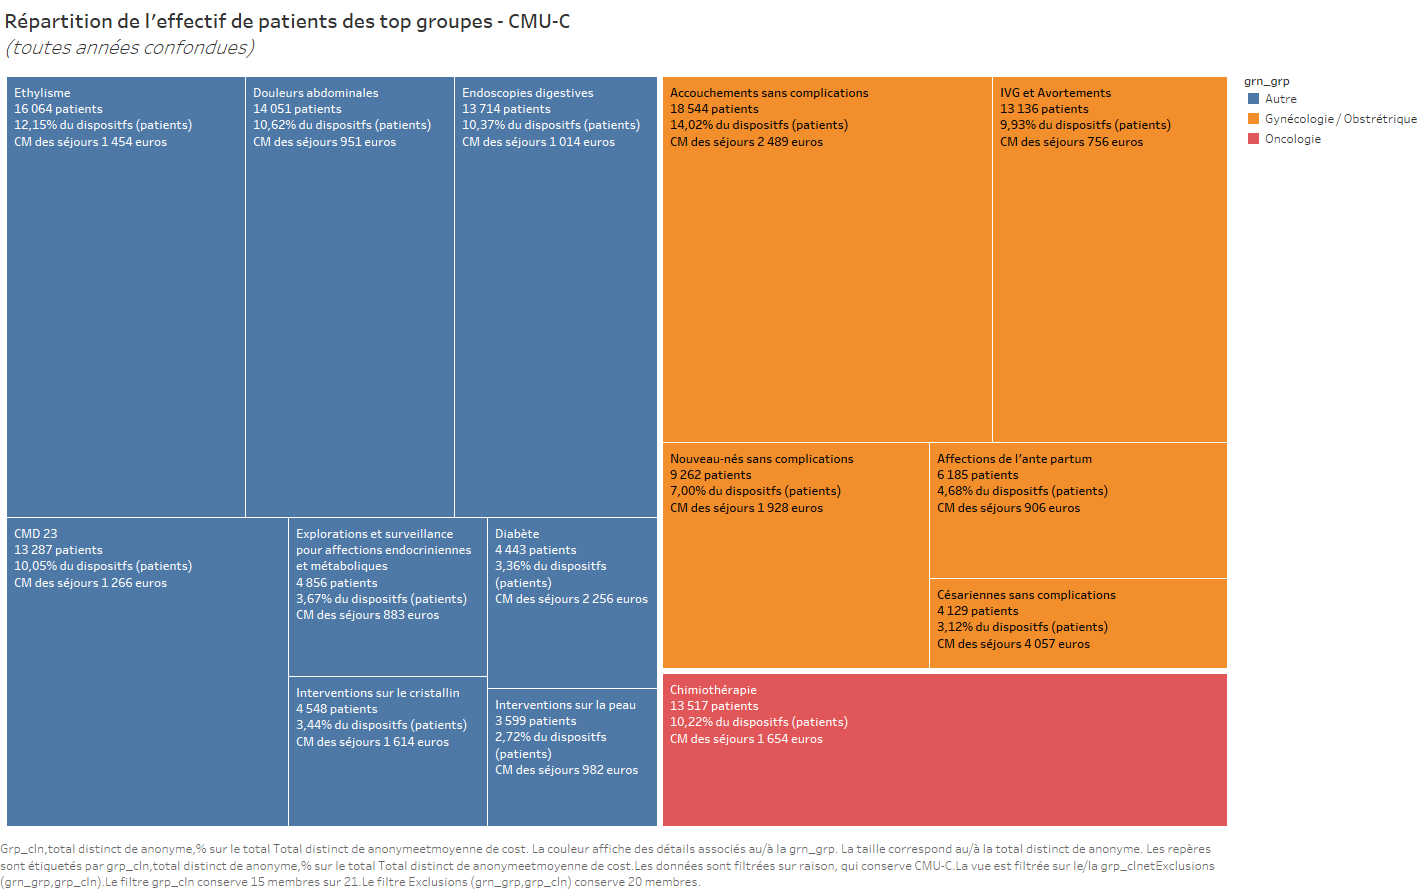 Répartition de l’effectif de patients des top groupes - CMU-C
(toutes années confondues)
Ethylisme
16 064 patients
12,15% du dispositfs (patients)
CM des séjours 1 454 euros
Douleurs abdominales
14 051 patients
10,62% du dispositfs (patients)
CM des séjours 951 euros
Endoscopies digestives
13 714 patients
10,37% du dispositfs (patients)
CM des séjours 1 014 euros
CMD 23
13 287 patients
10,05% du dispositfs (patients)
CM des séjours 1 266 euros
Explorations et surveillance
pour affections endocriniennes
et métaboliques
4 856 patients
3,67% du dispositfs (patients)
CM des séjours 883 euros
Diabète
4 443 patients
3,36% du dispositfs
(patients)
CM des séjours 2 256 euros
Interventions sur le cristallin
4 548 patients
3,44% du dispositfs (patients)
CM des séjours 1 614 euros
Interventions sur la peau
3 599 patients
2,72% du dispositfs
(patients)
CM des séjours 982 euros
Accouchements sans complications
18 544 patients
14,02% du dispositfs (patients)
CM des séjours 2 489 euros
IVG et Avortements
13 136 patients
9,93% du dispositfs (patients)
CM des séjours 756 euros
Nouveau-nés sans complications
9 262 patients
7,00% du dispositfs (patients)
CM des séjours 1 928 euros
Affections de l’ante partum
6 185 patients
4,68% du dispositfs (patients)
CM des séjours 906 euros
Césariennes sans complications
4 129 patients
3,12% du dispositfs (patients)
CM des séjours 4 057 euros
Chimiothérapie
13 517 patients
10,22% du dispositfs (patients)
CM des séjours 1 654 euros
grn_grp
Autre
Gynécologie / Obstrétrique
Oncologie
Grp_cln,total distinct de anonyme,% sur le total Total distinct de anonymeetmoyenne de cost. La couleur affiche des détails associés au/à la grn_grp. La taille correspond au/à la total distinct de anonyme. Les repères
sont étiquetés par grp_cln,total distinct de anonyme,% sur le total Total distinct de anonymeetmoyenne de cost.Les données sont filtrées sur raison, qui conserve CMU-C.La vue est filtrée sur le/la grp_clnetExclusions
(grn_grp,grp_cln).Le filtre grp_cln conserve 15 membres sur 21.Le filtre Exclusions (grn_grp,grp_cln) conserve 20 membres.